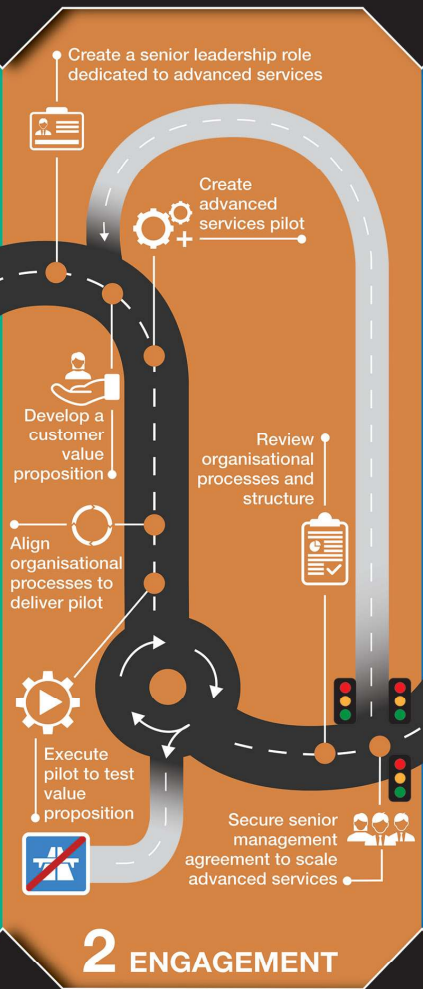 Create a senior leadership role
dedicated to advanced services
Create
advanced
services pilot
Develop a
customer
value
proposition
Review
organisational
processes and
structure
Align
organisational
processes to
deliver pilot
Execute
pilot to test
value
proposition
Secure senior
management
agreement to scale
advanced services
2 ENGAGEMENT